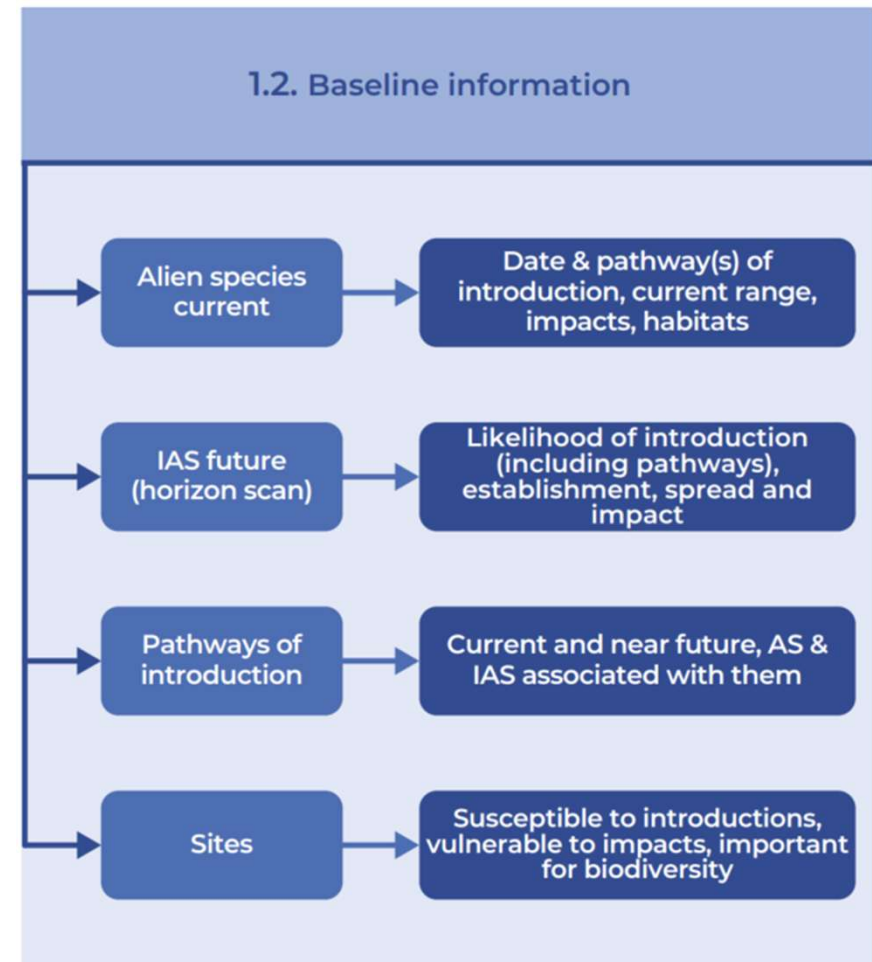 1.2. Baseline information
Alien species
current
Date & pathway(s) of
introduction, current range,
impacts, habitats
IAS future
(horizon scan)
Likelihood of introduction
(including pathways),
establishment, spread and
impact
Pathways of
introduction
Current and near future, AS &
IAS associated with them
Sites
Susceptible to introductions,
vulnerable to impacts, important
for biodiversity